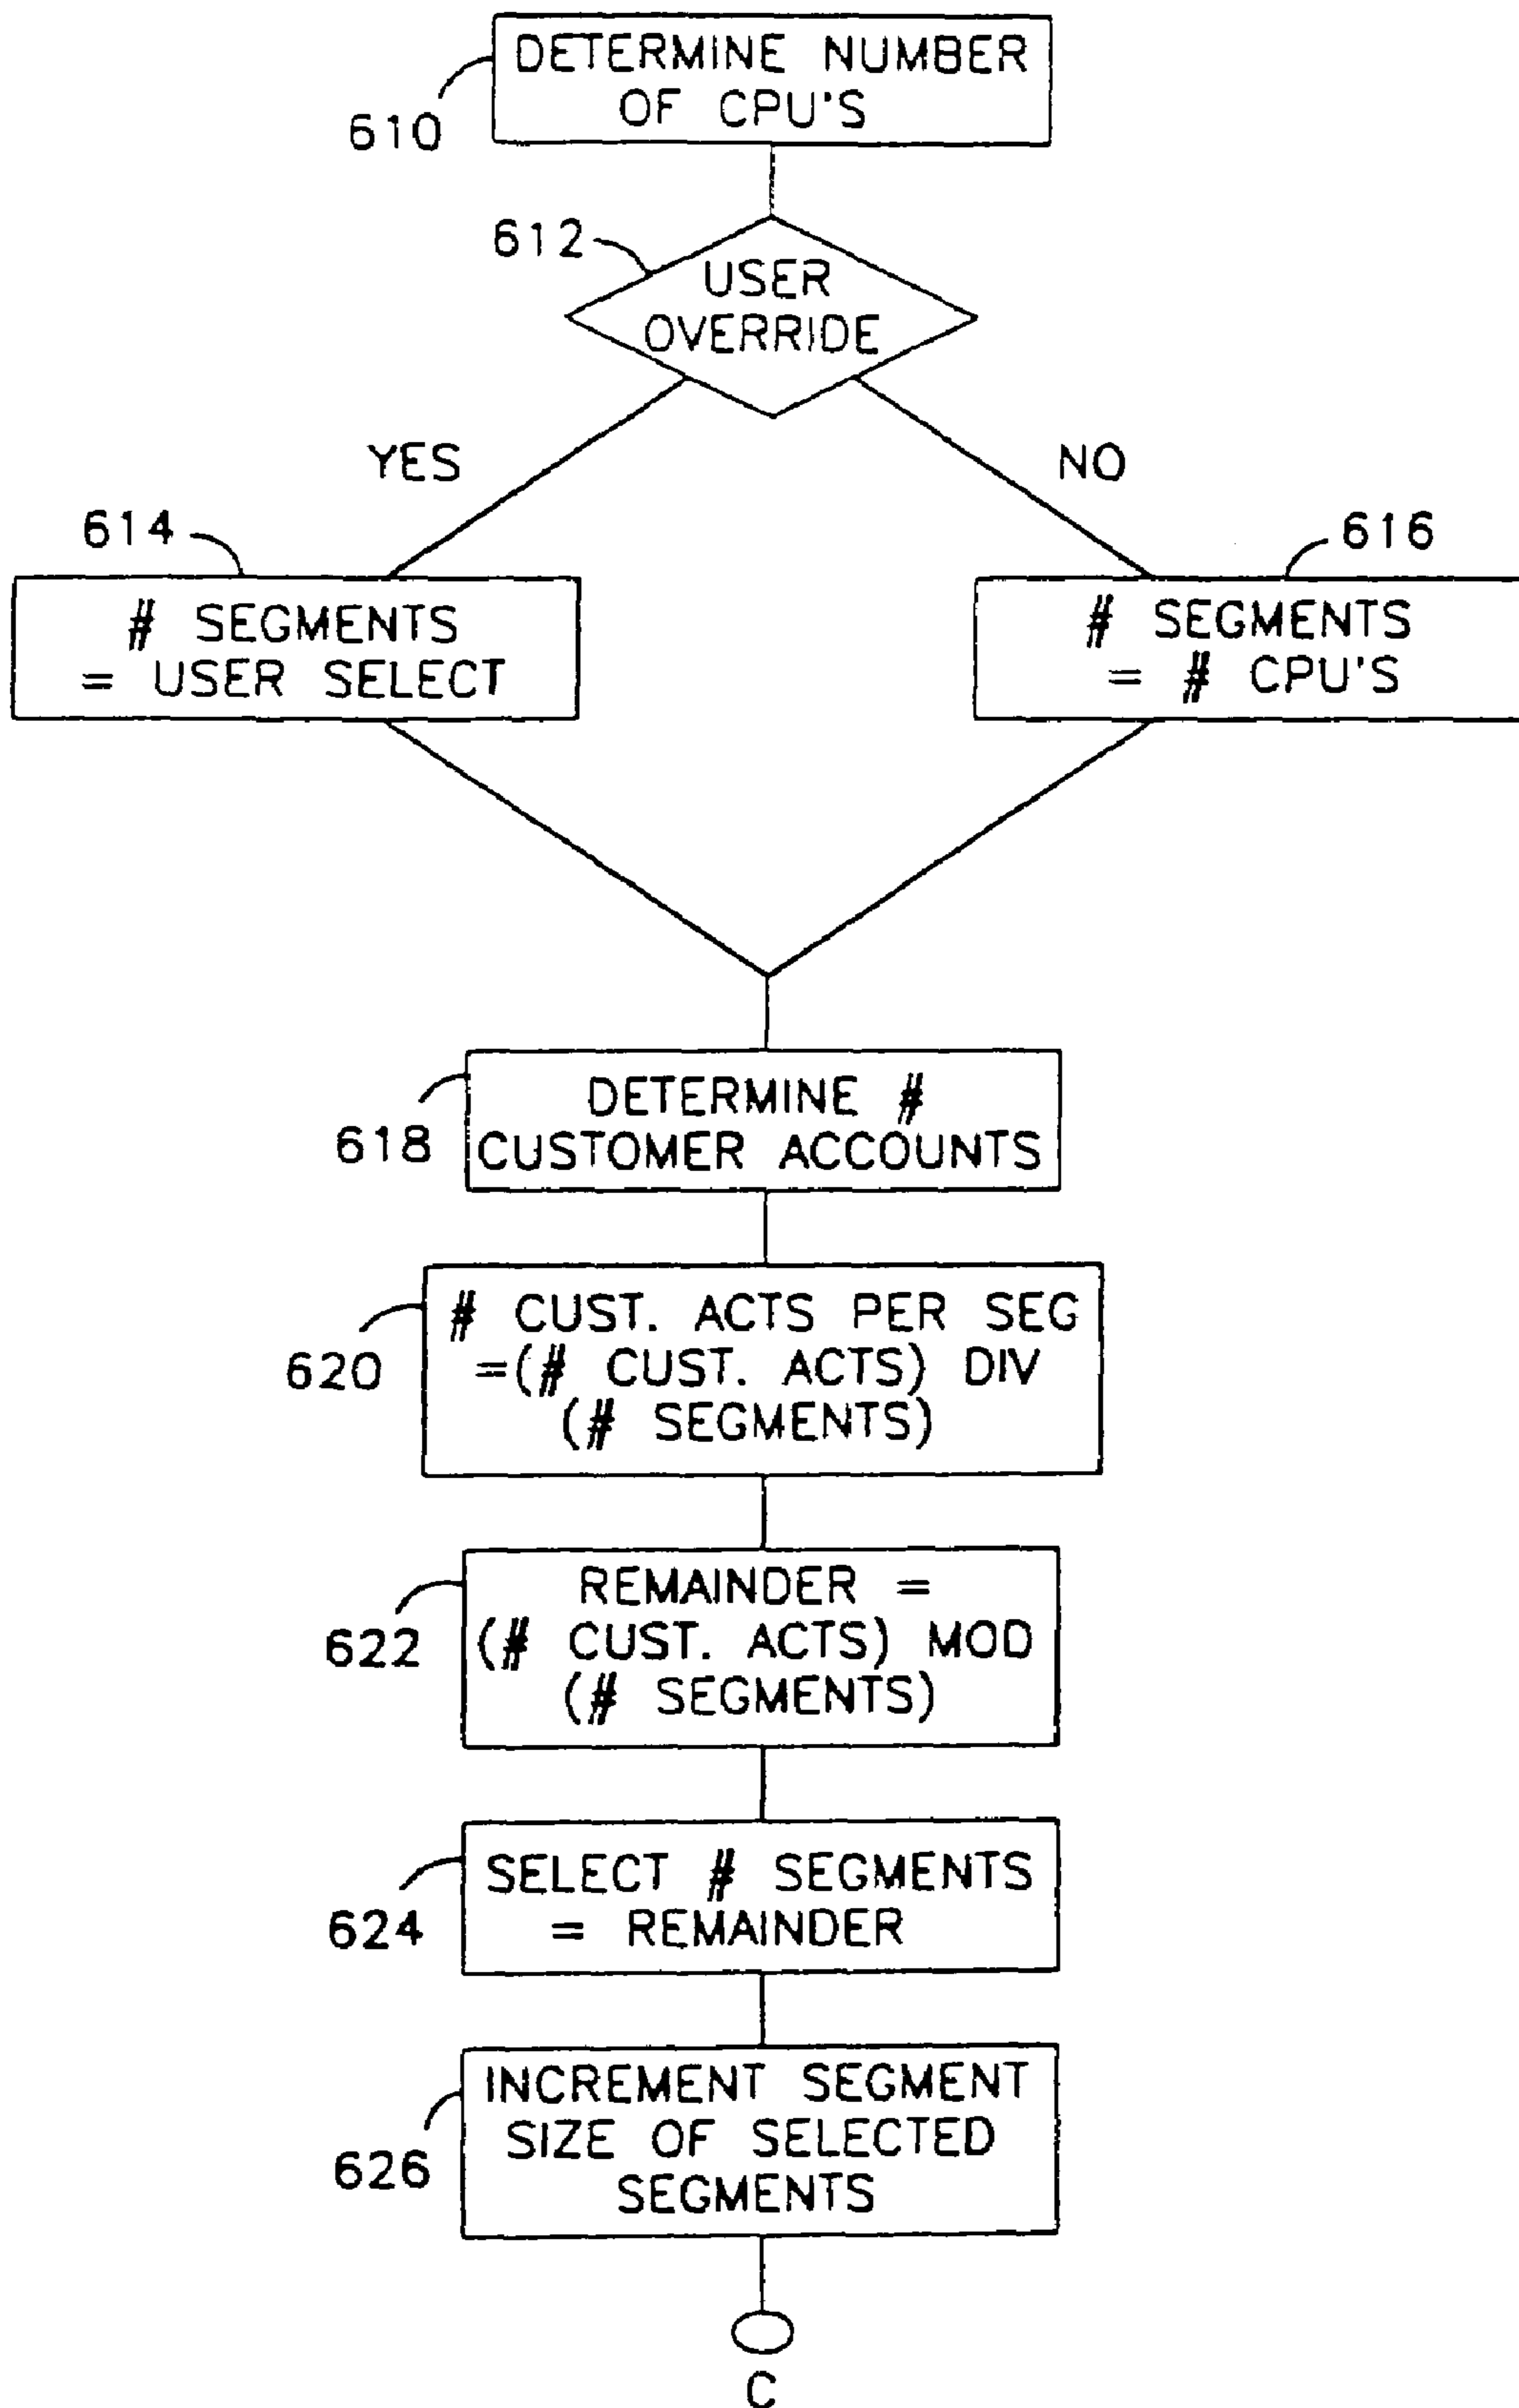 DETERMINE NUMBER
OF CPU'S
610
612
USER
OVERRIDE
YES
NO
614
616
# SEGMENTS
= USER SELECT
# SEGMENTS
= # CPU'S
DETERMINE #
CUSTOMER ACCOUNTS
618
# CUST. ACTS PER SEG
=(# CUST. ACTS) DIV
(# SEGMENTS)
620
REMAINDER =
(# CUST. ACTS) MOD
(# SEGMENTS)
622
SELECT # SEGMENTS
= REMAINDER
624
INCREMENT SEGMENT
SIZE OF SELECTED
SEGMENTS
626
C